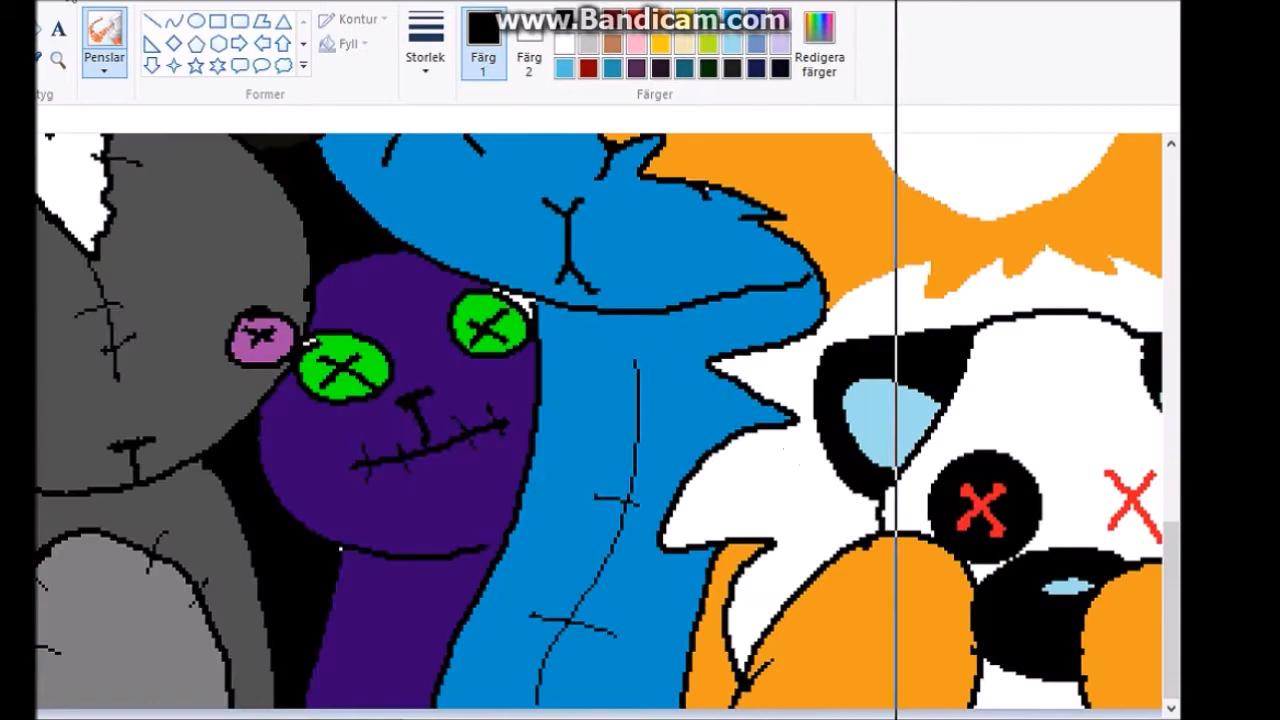 www.Bandicam.com
A
Kontur
Fyll
Penslar
Storlek
Färg
1
Färg
2
Redigera
färger
tyg
Former
Färger